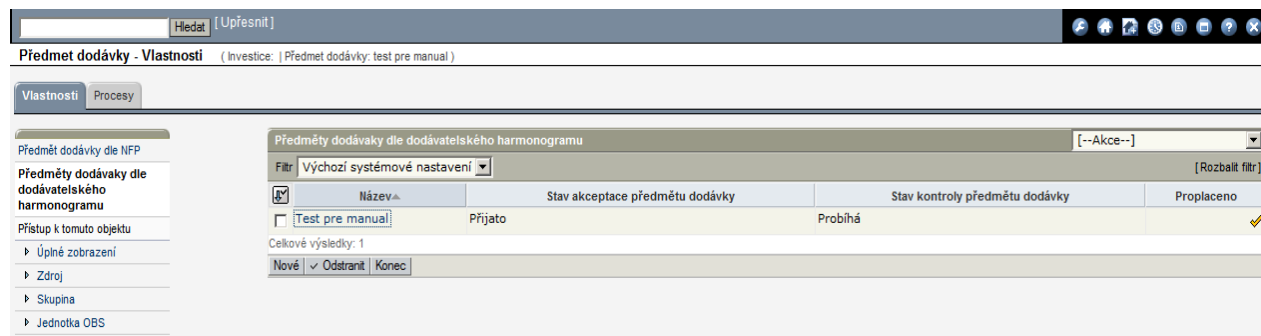 Hledat [ Upřesnit ]
Předmet dodávky - Vlastnosti ( Investice: | Předmet dodávky: test pre manual )
Vlastnosti Procesy
Předmět dodávky dle NFP
Předměty dodávaky dle
dodávatelského
harmonogramu
Přístup k tomuto objektu
Úplné zobrazení
Zdroj
Skupina
Jednotka OBS
Předměty dodávaky dle dodávatelského harmonogramu [--Akce--]
Filtr Výchozí systémové nastavení [Rozbalit filtr]
Název Stav akceptace předmětu dodávky Stav kontroly předmětu dodávky Proplaceno
Test pre manual Přijato Probíhá
Celkové výsledky: 1
Nové Odstranit Konec